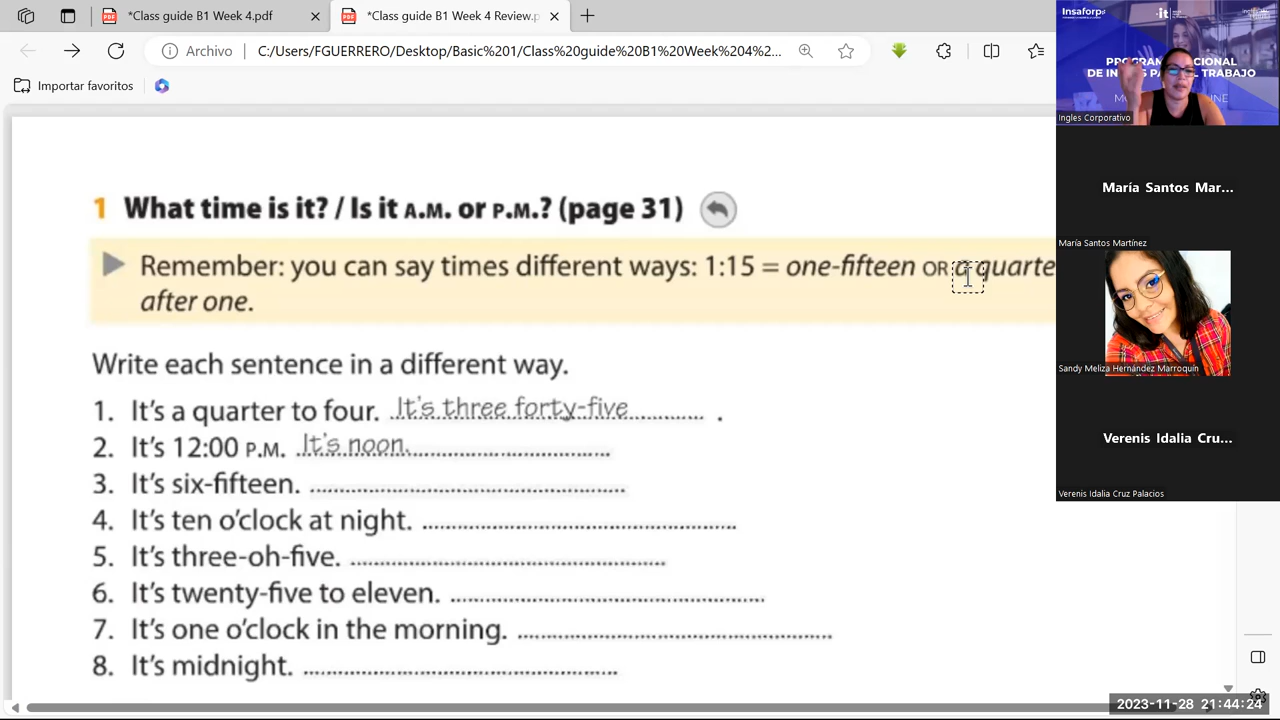 *Class guide B1 Week 4.pdf
*Class guide B1 Week 4 Review.p
Archivo
C:/Users/FGUERRERO/Desktop/Basic%201/Class%20guide%20B1%20Week%204%2...
Importar favoritos
1 What time is it? / Is it A.M. or P.M.? (page 31)
Remember: you can say times different ways: 1:15 = one-fifteen OR
after one.
Write each sentence in a different way.
1. It's a quarter to four. It's three forty-five .
2. It's 12:00 P.M. It's noon.
3. It's six-fifteen.
4. It's ten o'clock at night.
5. It's three-oh-five.
6. It's twenty-five to eleven.
7. It's one o'clock in the morning.
8. It's midnight.
Insaforp
Ingles Corporativo
María Santos Mar...
María Santos Martínez
Sandy Meliza Hernández Marroquín
Verenis Idalia Cru...
Verenis Idalia Cruz Palacios
2023-11-28 21:44:24